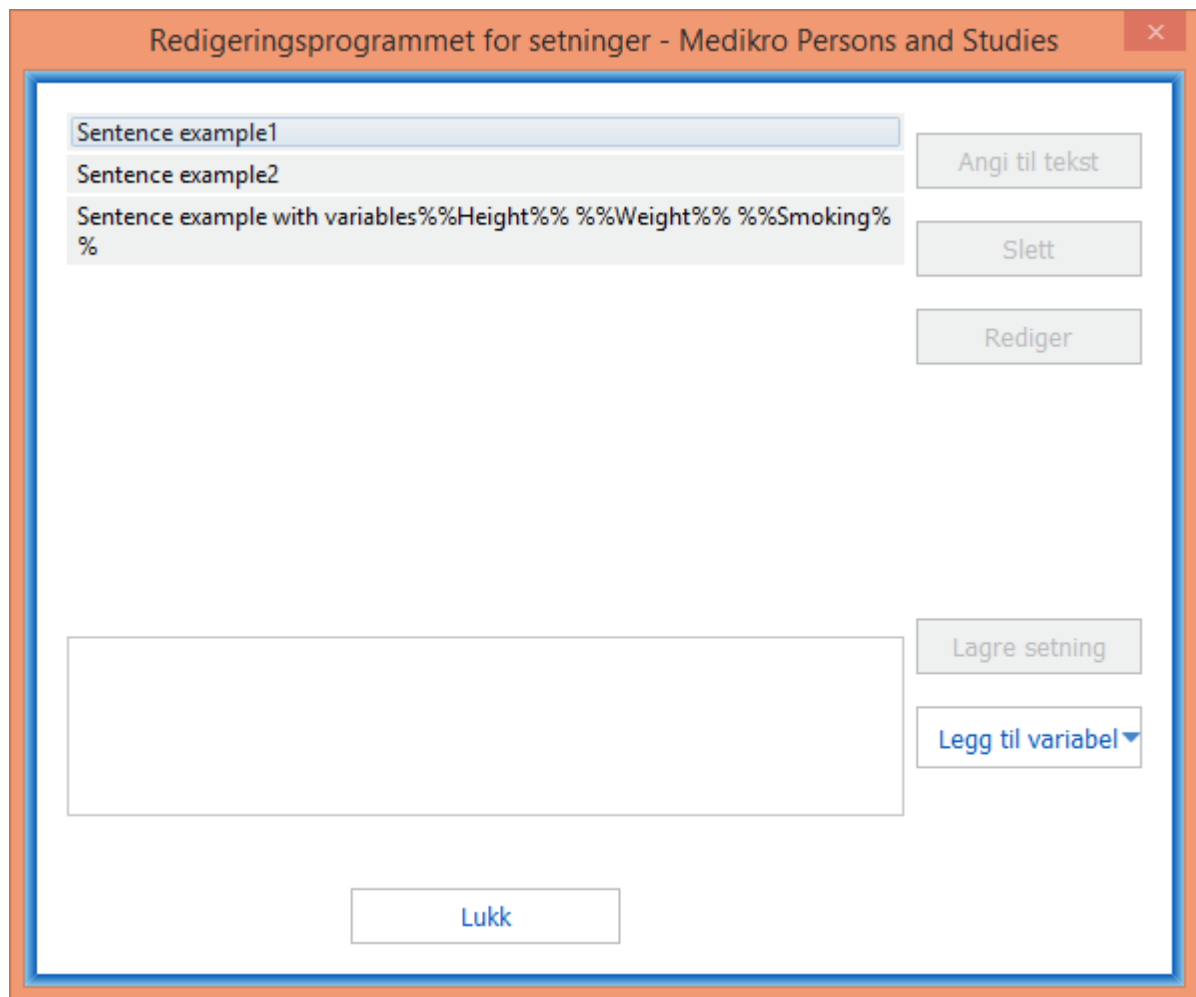 Redigeringsprogrammet for setninger - Medikro Persons and Studies
Sentence example1
Sentence example2
Sentence example with variables%%Height%% %%Weight%% %%Smoking%
%
Angi til tekst
Slett
Rediger
Lagre setning
Legg til variabel
Lukk